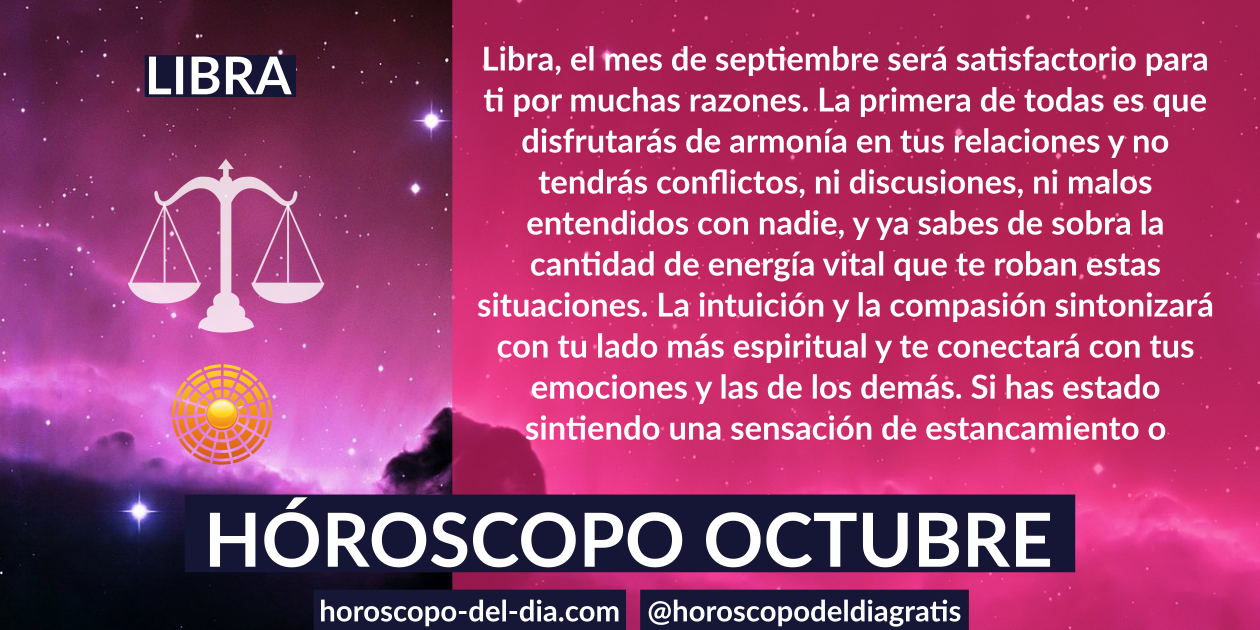 LIBRA
Libra, el mes de septiembre será satisfactorio para
ti por muchas razones. La primera de todas es que
disfrutarás de armonía en tus relaciones y no
tendrás conflictos, ni discusiones, ni malos
entendidos con nadie, y ya sabes de sobra la
cantidad de energía vital que te roban estas
situaciones. La intuición y la compasión sintonizará
con tu lado más espiritual y te conectará con tus
emociones y las de los demás. Si has estado
sintiendo una sensación de estancamiento o
HÓROSCOPO OCTUBRE
horoscopo-del-dia.com
@horoscopodeldiagratis